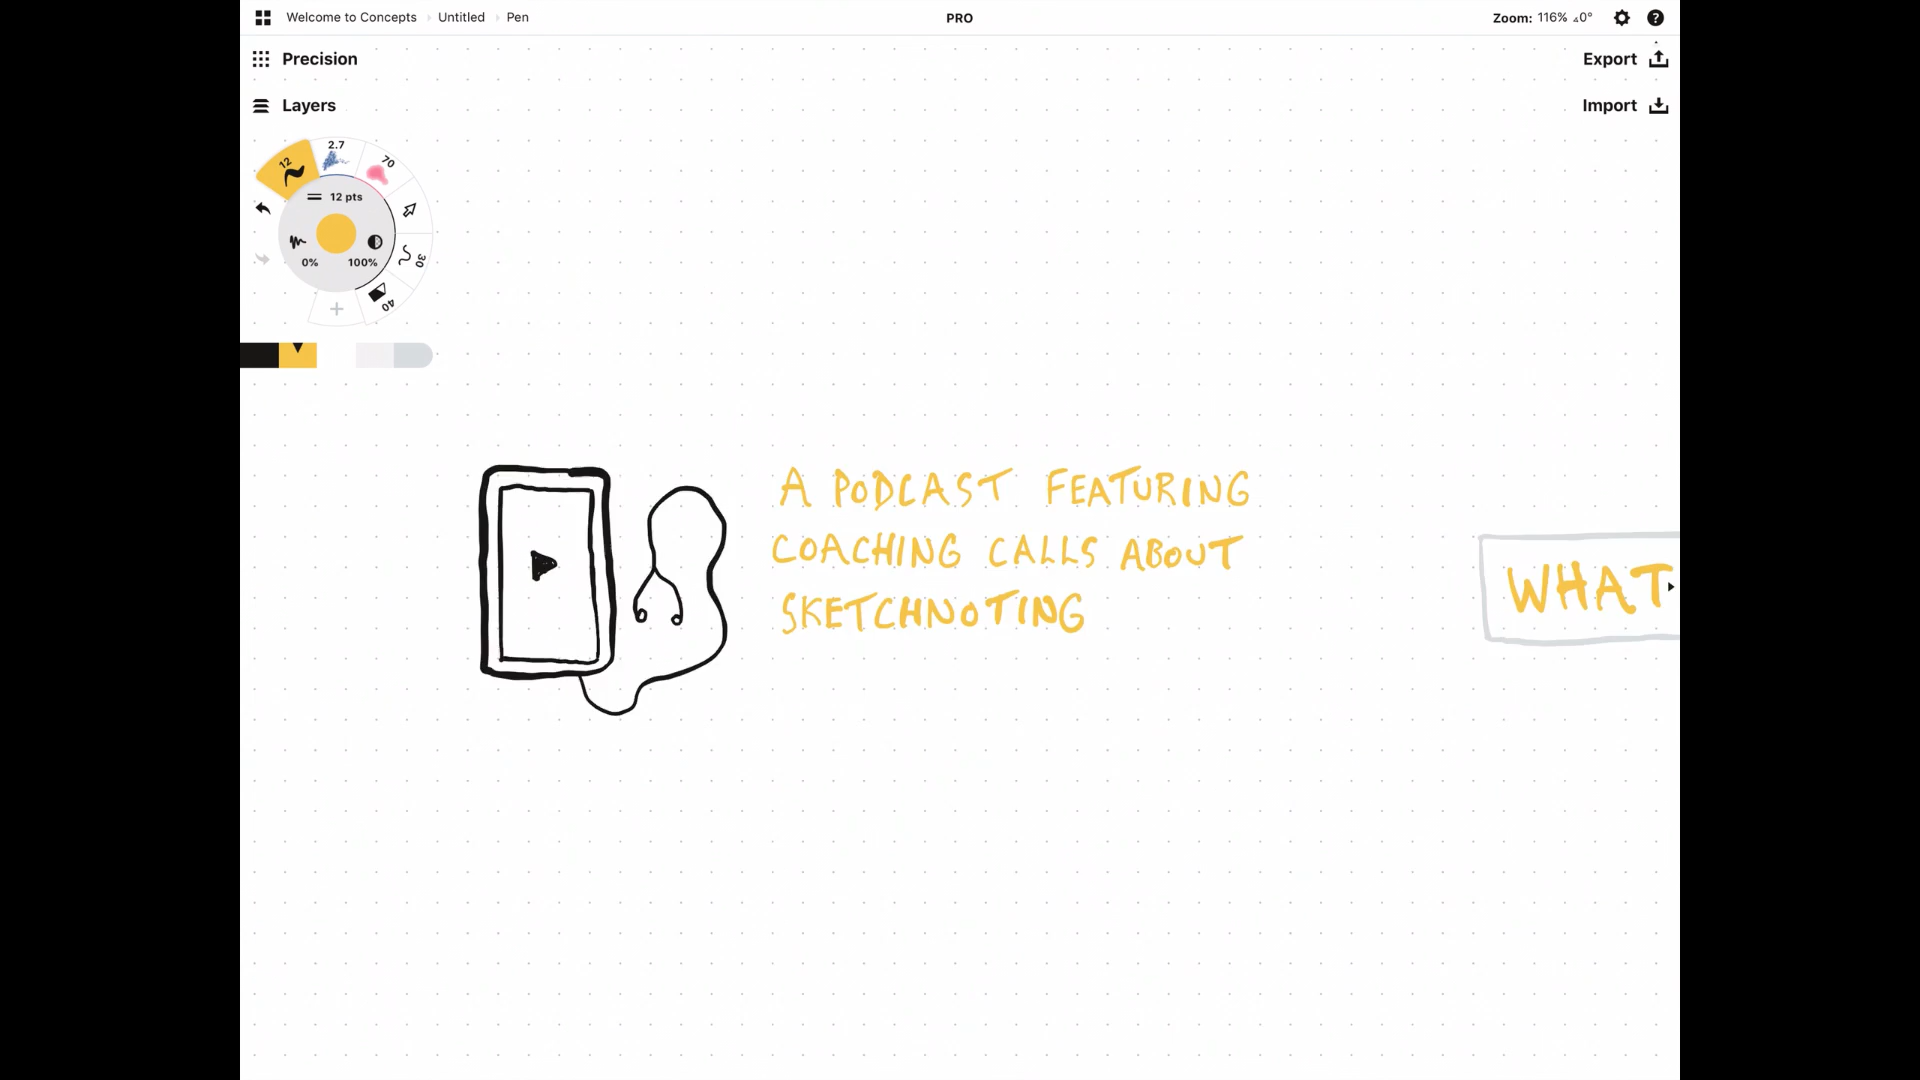 Welcome to Concepts › Untitled › Pen
PRO
Zoom: 116% ⊿0°
Precision
Export
Layers
Import
12
2.7
70
12 pts
0%
100%
30
40
A PODCAST FEATURING
COACHING CALLS ABOUT
SKETCHNOTING
WHAT